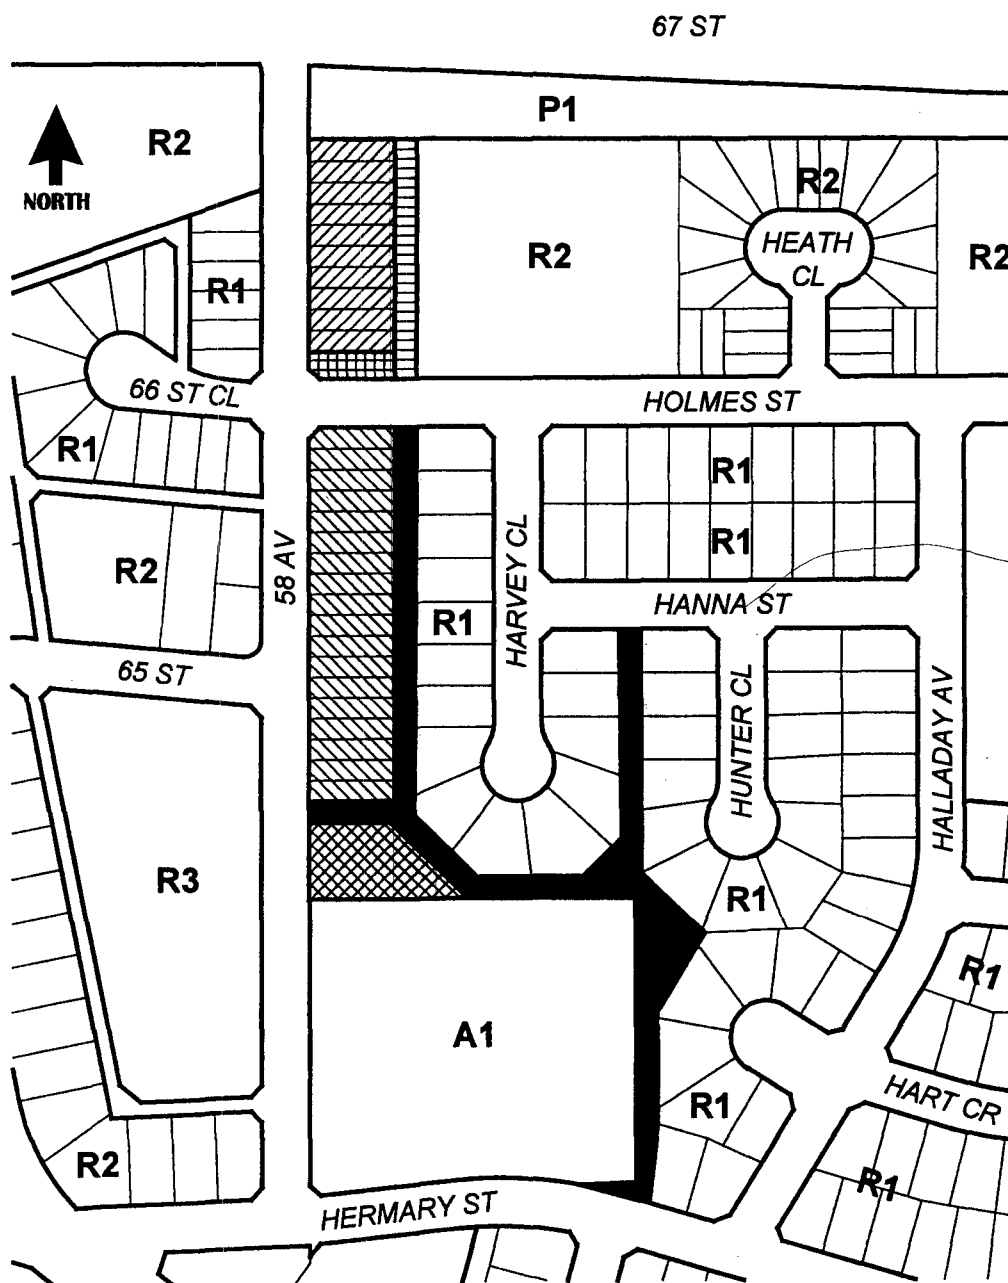 67 ST
P1
R2
NORTH
R2
HEATH
CL
R2
R2
R1
66 ST CL
HOLMES ST
R1
R1
R1
R2
58 AV
HARVEY CL
HANNA ST
R1
65 ST
HUNTER CL
HALLADAY AV
R3
R1
R1
A1
R1
HART CR
R2
R1
HERMARY ST